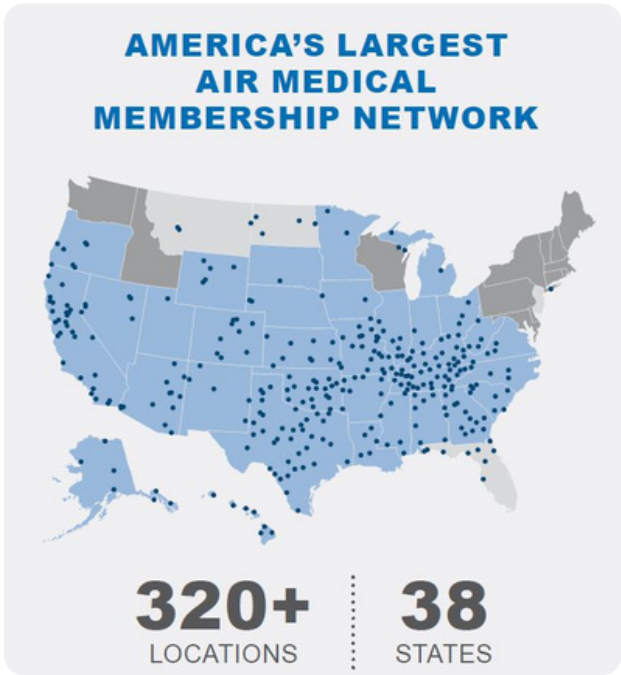 AMERICA’S LARGEST
AIR MEDICAL
MEMBERSHIP NETWORK
320+
LOCATIONS
38
STATES